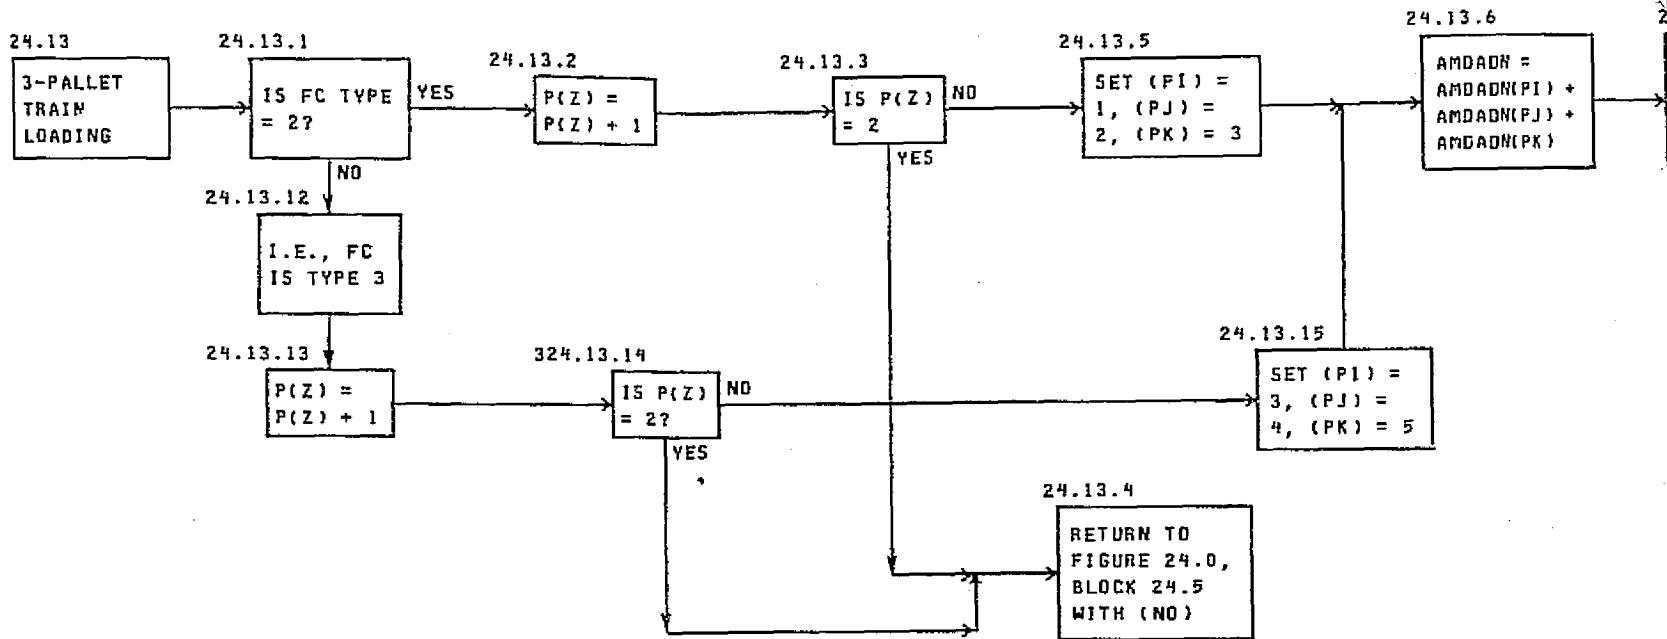 24.13
3-PALLET
TRAIN
LOADING
24.13.1
IS FC TYPE
= 2?
YES
NO
24.13.2
P(Z) =
P(Z) + 1
24.13.3
IS P(Z)
= 2
NO
YES
24.13.5
SET (PI) =
1, (PJ) =
2, (PK) = 3
24.13.6
AMDADN =
AMDADN(PI) +
AMDADN(PJ) +
AMDADN(PK)
2
24.13.12
I.E., FC
IS TYPE 3
24.13.13
P(Z) =
P(Z) + 1
324.13.14
IS P(Z)
= 2?
NO
YES
24.13.15
SET (PI) =
3, (PJ) =
4, (PK) = 5
24.13.4
RETURN TO
FIGURE 24.0,
BLOCK 24.5
WITH (NO)